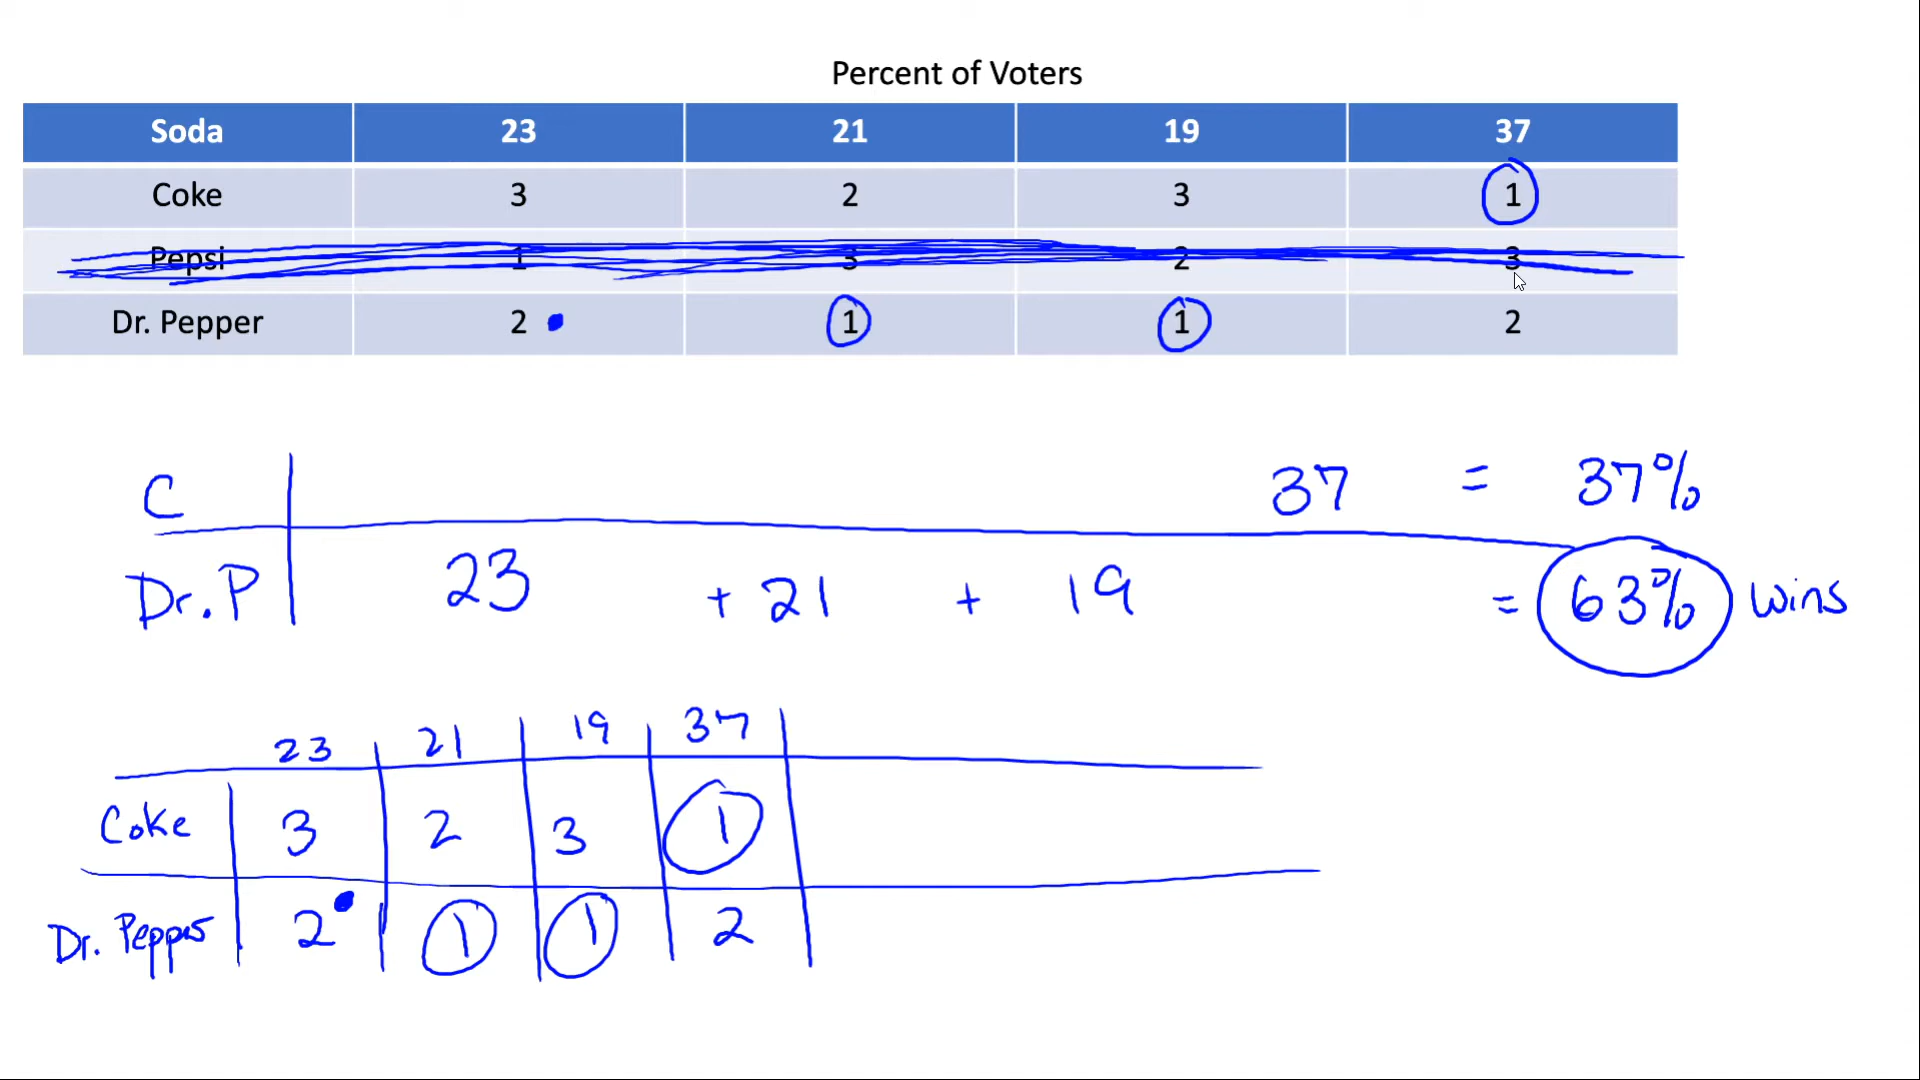 Percent of Voters
Soda 23 21 19 37
Coke 3 2 3 1
Pepsi 1 3 2 3
Dr. Pepper 2 1 1 2
C 37 = 37%
Dr. P 23 + 21 + 19 = 63% wins
23 21 19 37
Coke 3 2 3 1
Dr. Pepper 2 1 1 2